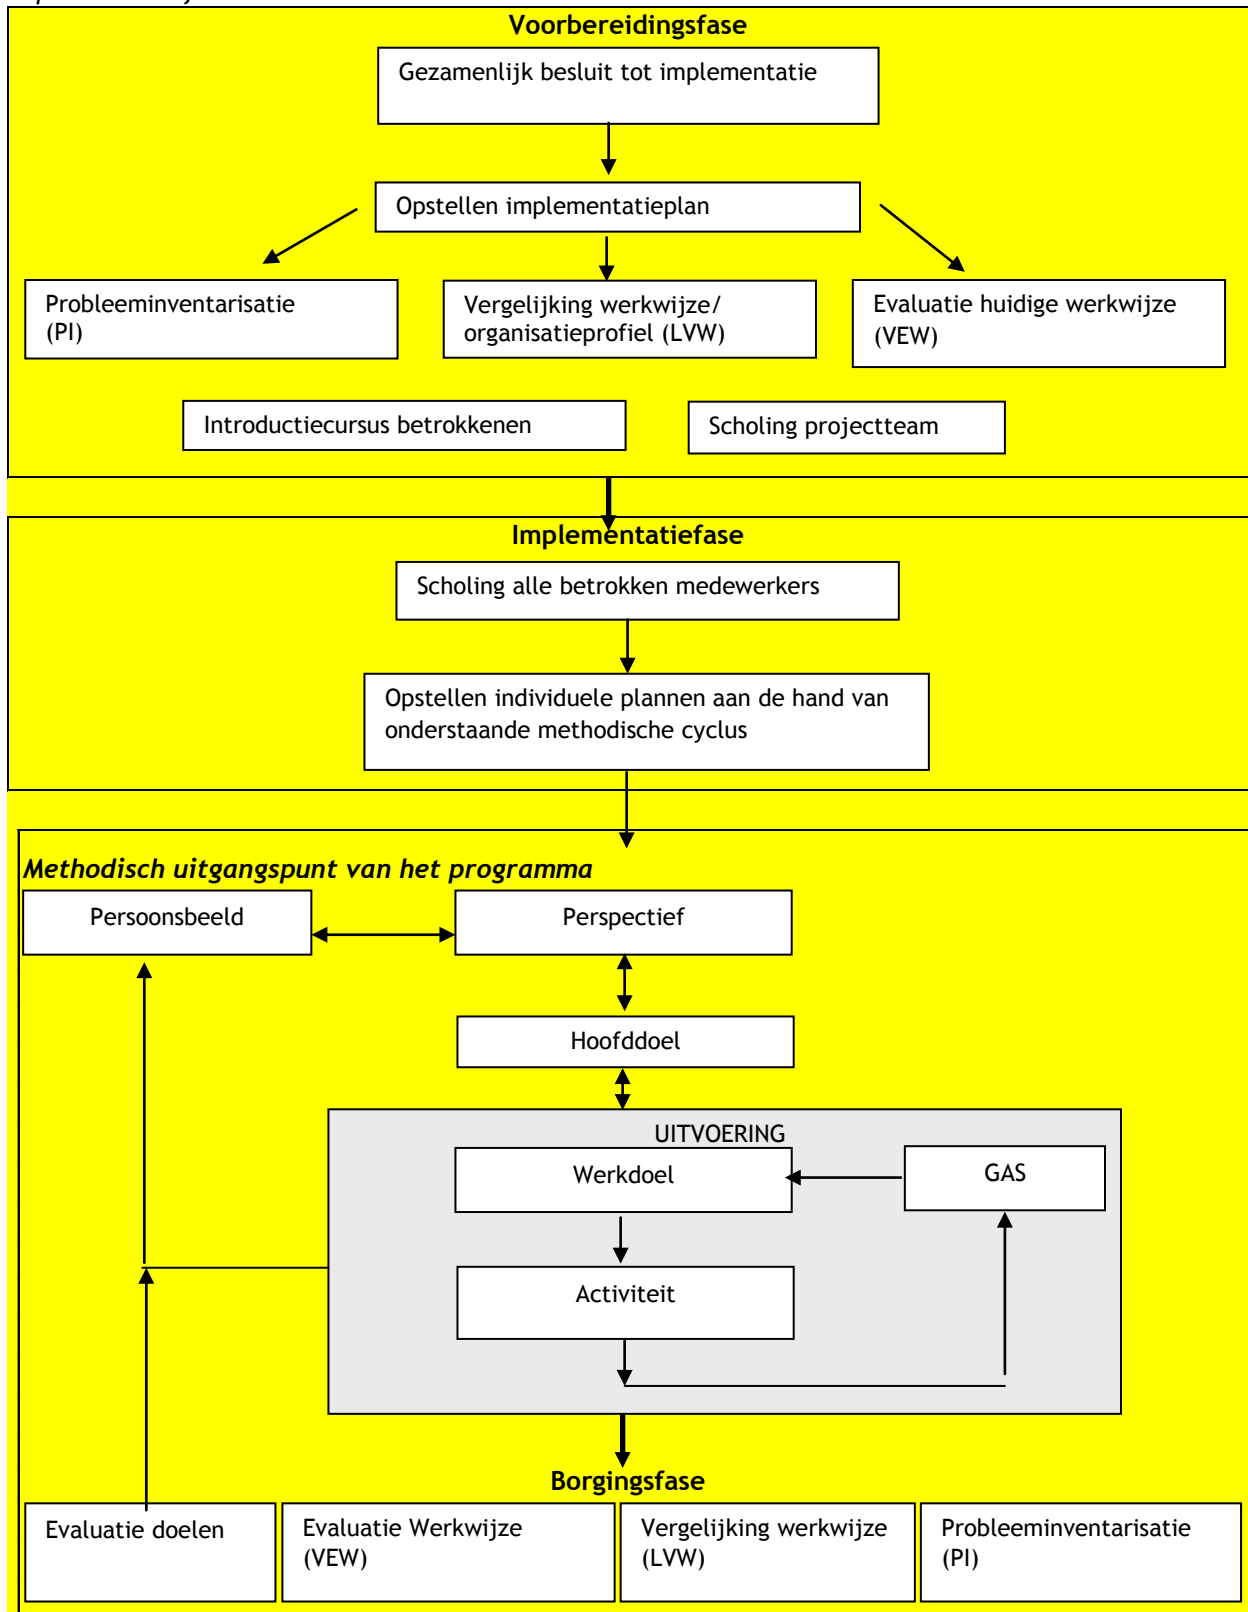 Voorbereidingsfase
Gezamenlijk besluit tot implementatie
Opstellen implementatieplan
Probleeminventarisatie
(PI)
Vergelijking werkwijze/
organisatieprofiel (LVW)
Evaluatie huidige werkwijze
(VEW)
Introductiecursus betrokkenen
Scholing projectteam
Implementatiefase
Scholing alle betrokken medewerkers
Opstellen individuele plannen aan de hand van
onderstaande methodische cyclus
Methodisch uitgangspunt van het programma
Persoonsbeeld
Perspectief
Hoofddoel
UITVOERING
Werkdoel
GAS
Activiteit
Borgingsfase
Evaluatie doelen
Evaluatie Werkwijze
(VEW)
Vergelijking werkwijze
(LVW)
Probleeminventarisatie
(PI)